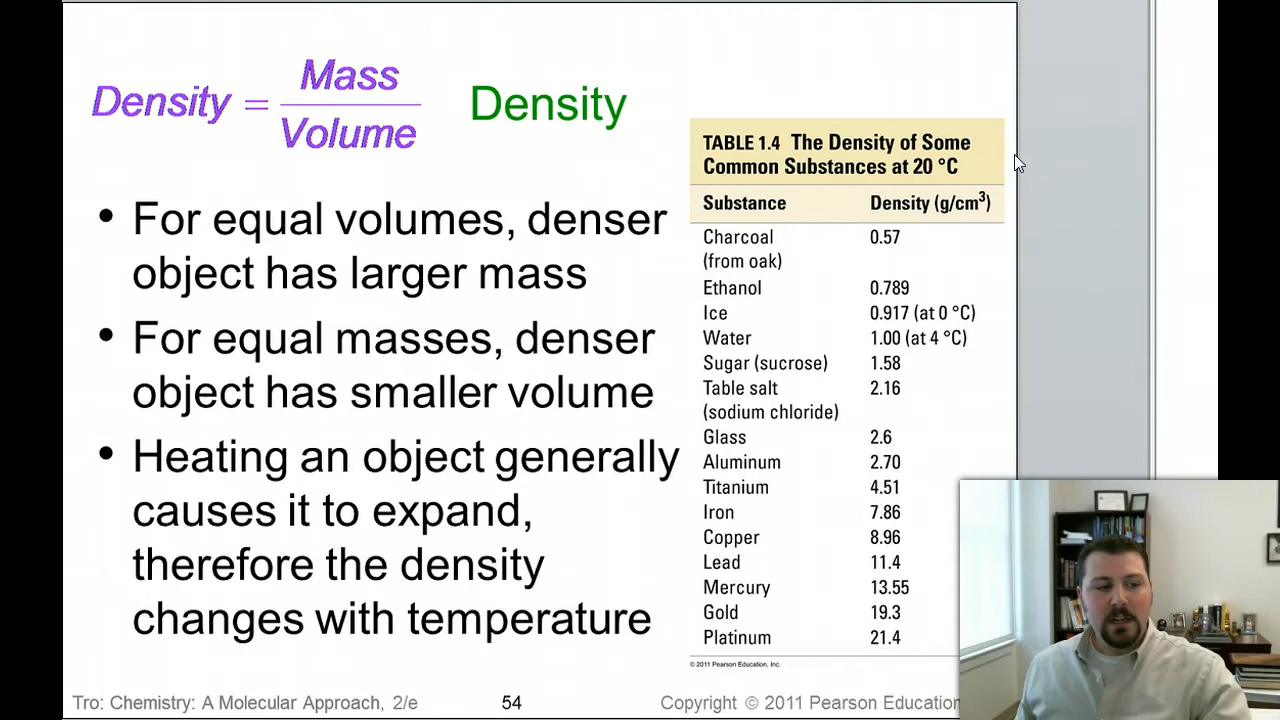 Density = Mass / Volume
Density
• For equal volumes, denser
object has larger mass
• For equal masses, denser
object has smaller volume
• Heating an object generally
causes it to expand,
therefore the density
changes with temperature
TABLE 1.4 The Density of Some
Common Substances at 20 °C
Substance Density (g/cm³)
Charcoal 0.57
(from oak)
Ethanol 0.789
Ice 0.917 (at 0 °C)
Water 1.00 (at 4 °C)
Sugar (sucrose) 1.58
Table salt 2.16
(sodium chloride)
Glass 2.6
Aluminum 2.70
Titanium 4.51
Iron 7.86
Copper 8.96
Lead 11.4
Mercury 13.55
Gold 19.3
Platinum 21.4
© 2011 Pearson Education, Inc.
Tro: Chemistry: A Molecular Approach, 2/e
54
Copyright © 2011 Pearson Education